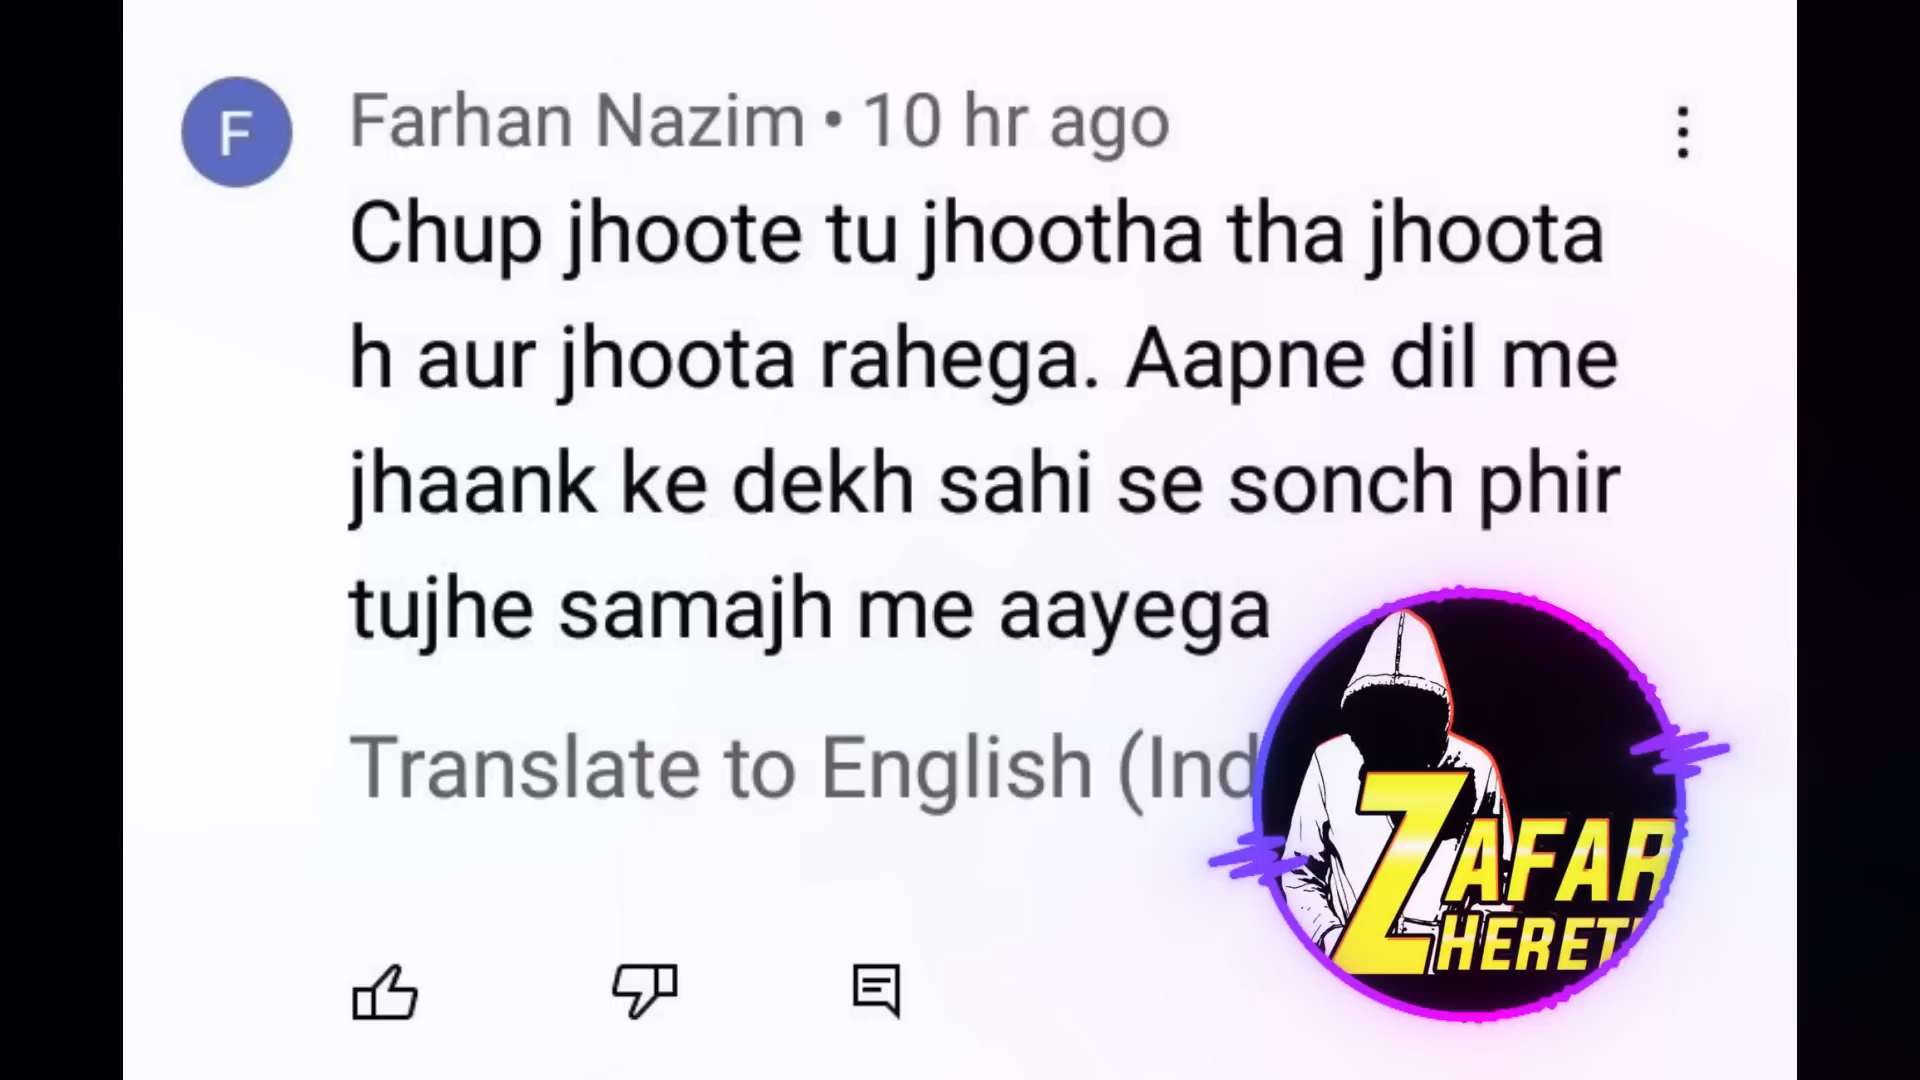 F
Farhan Nazim • 10 hr ago
Chup jhoote tu jhootha tha jhoota
h aur jhoota rahega. Aapne dil me
jhaank ke dekh sahi se sonch phir
tujhe samajh me aayega
Translate to English (Ind
ZAFAR
HERET